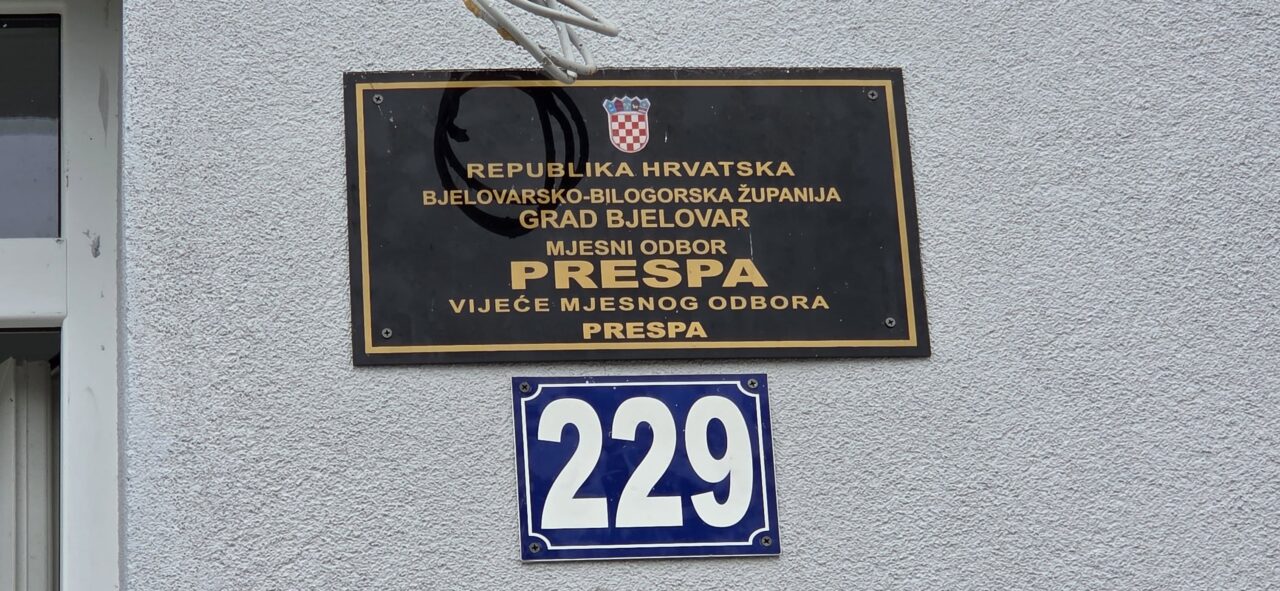 REPUBLIKA HRVATSKA
BJELOVARSKO-BILOGORSKA ŽUPANIJA
GRAD BJELOVAR
MJESNI ODBOR
PRESPA
VIJEĆE MJESNOG ODBORA
PRESPA
229